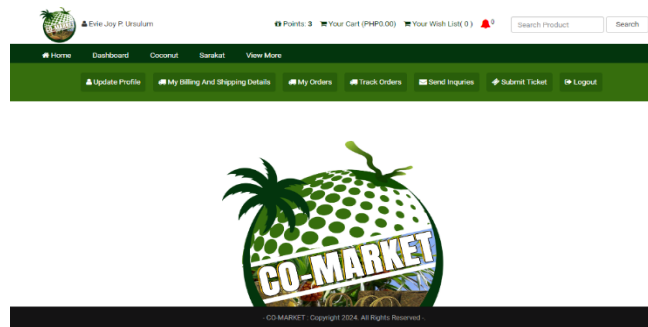 Evie Joy P. Ursulum
Points: 3 Your Cart (PHP0.00) Your Wish List( 0 ) 0 Search Product Search
Home Dashboard Coconut Sarakat View More
Update Profile My Billing And Shipping Details My Orders Track Orders Send Inquries Submit Ticket Logout
CO-MARKET
- CO-MARKET : Copyright 2024. All Rights Reserved -.